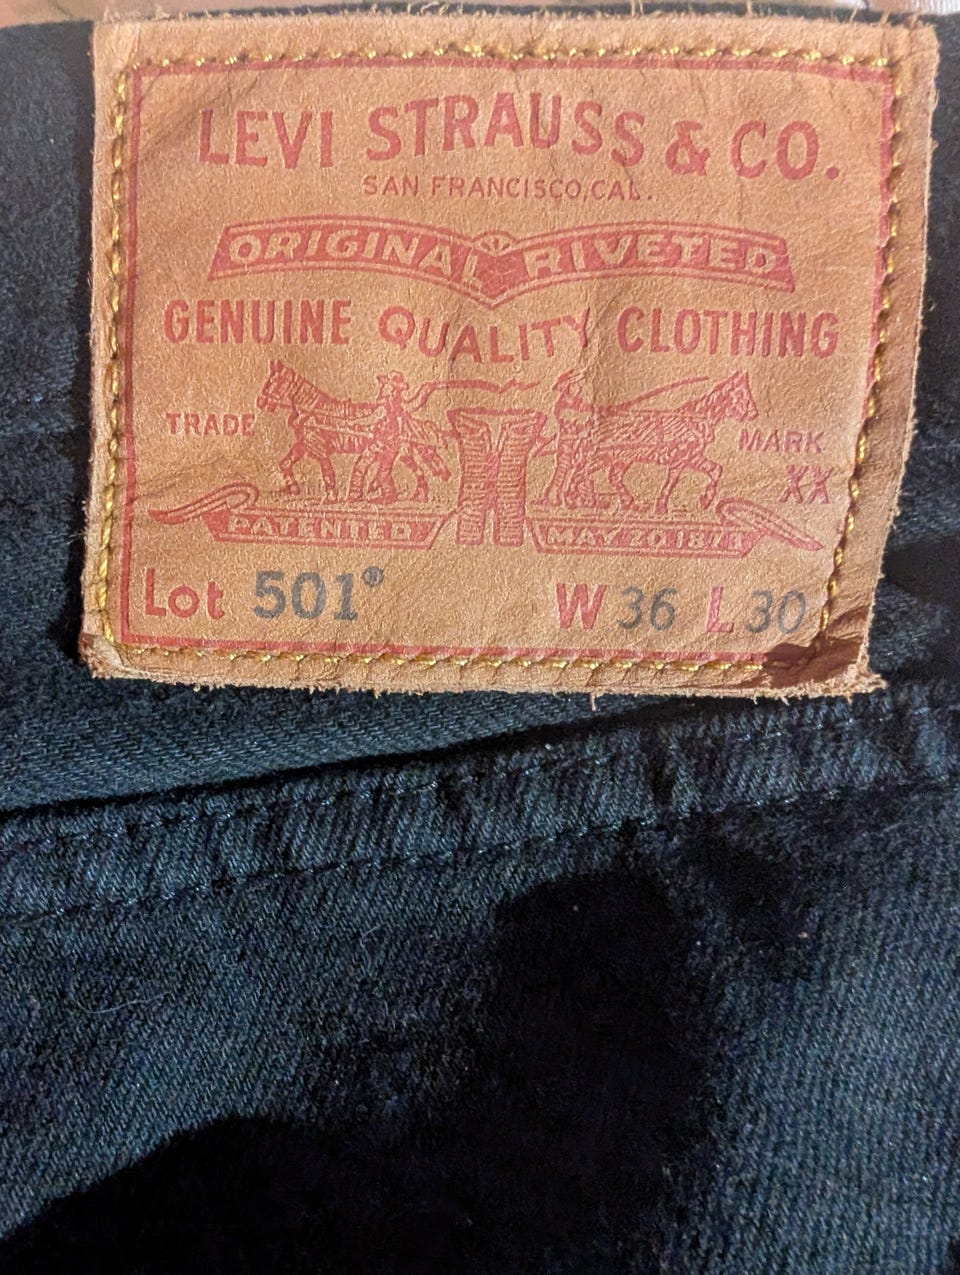 LEVI STRAUSS & CO.
SAN FRANCISCO, CAL.
ORIGINAL RIVETED
GENUINE QUALITY CLOTHING
TRADE MARK
XX
PATENTED MAY 20 1873
Lot 501® W 36 L 30